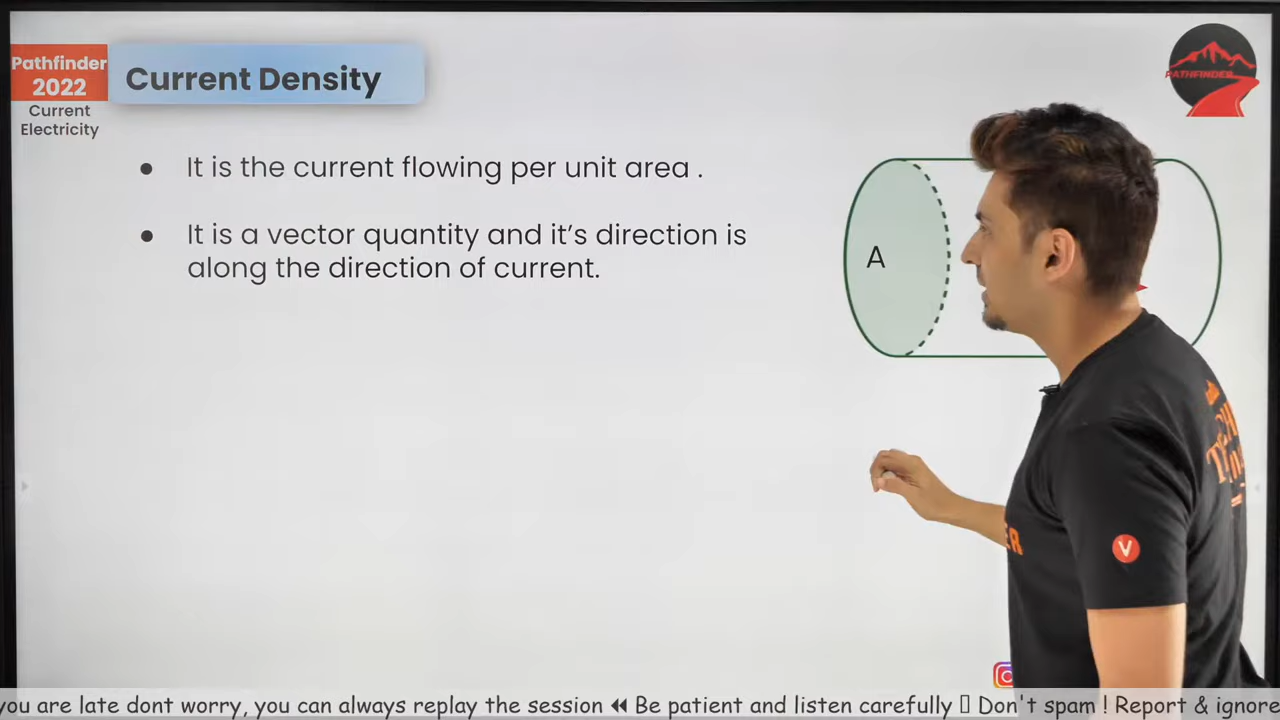 Pathfinder
2022
Current
Electricity
Current Density
PATHFINDER
● It is the current flowing per unit area .
● It is a vector quantity and it’s direction is
along the direction of current.
A
V
you are late dont worry, you can always replay the session ⏪ Be patient and listen carefully ▯ Don't spam ! Report & ignore